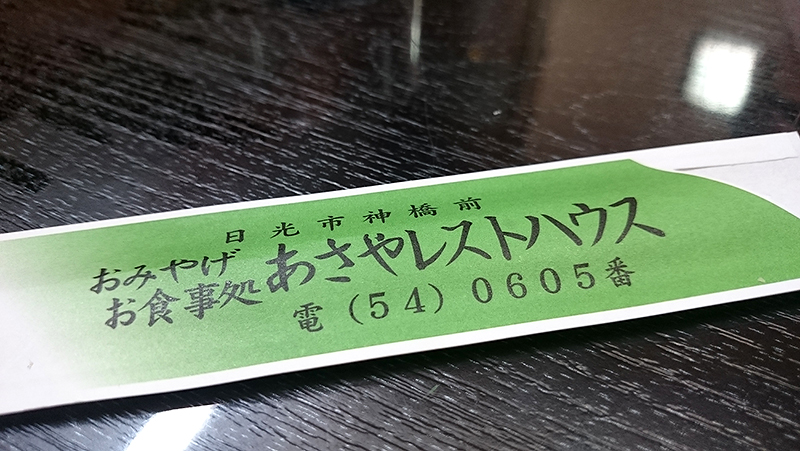 日光市神橋前
おみやげ
お食事処
あさやレストハウス
電(54)0605番